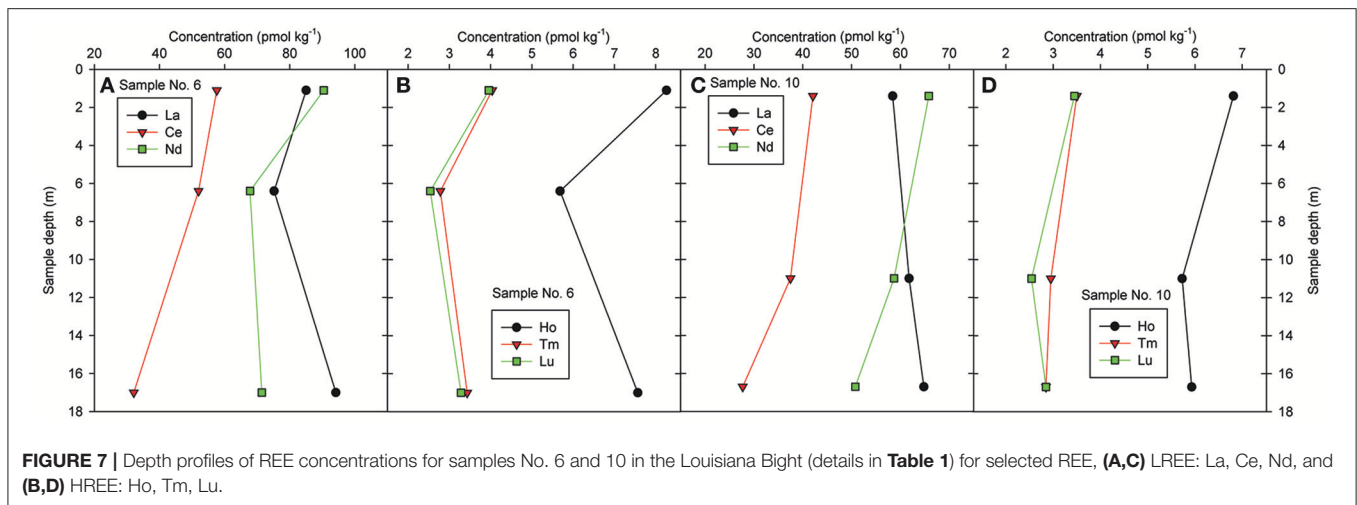 Concentration (pmol kg⁻¹) Concentration (pmol kg⁻¹) Concentration (pmol kg⁻¹) Concentration (pmol kg⁻¹)
20 40 60 80 100 2 3 4 5 6 7 8 20 30 40 50 60 70 2 3 4 5 6 7
0 0
A Sample No. 6 B C Sample No. 10 D
La
Ce
Nd
La
Ce
Nd
2 2
4 4
6 6
8 8
10 10
12 12
14 14
16 16
18 18
Sample depth (m) Sample depth (m)
Sample No. 6
Ho
Tm
Lu
Sample No. 10
Ho
Tm
Lu
FIGURE 7 | Depth profiles of REE concentrations for samples No. 6 and 10 in the Louisiana Bight (details in Table 1) for selected REE, (A,C) LREE: La, Ce, Nd, and
(B,D) HREE: Ho, Tm, Lu.